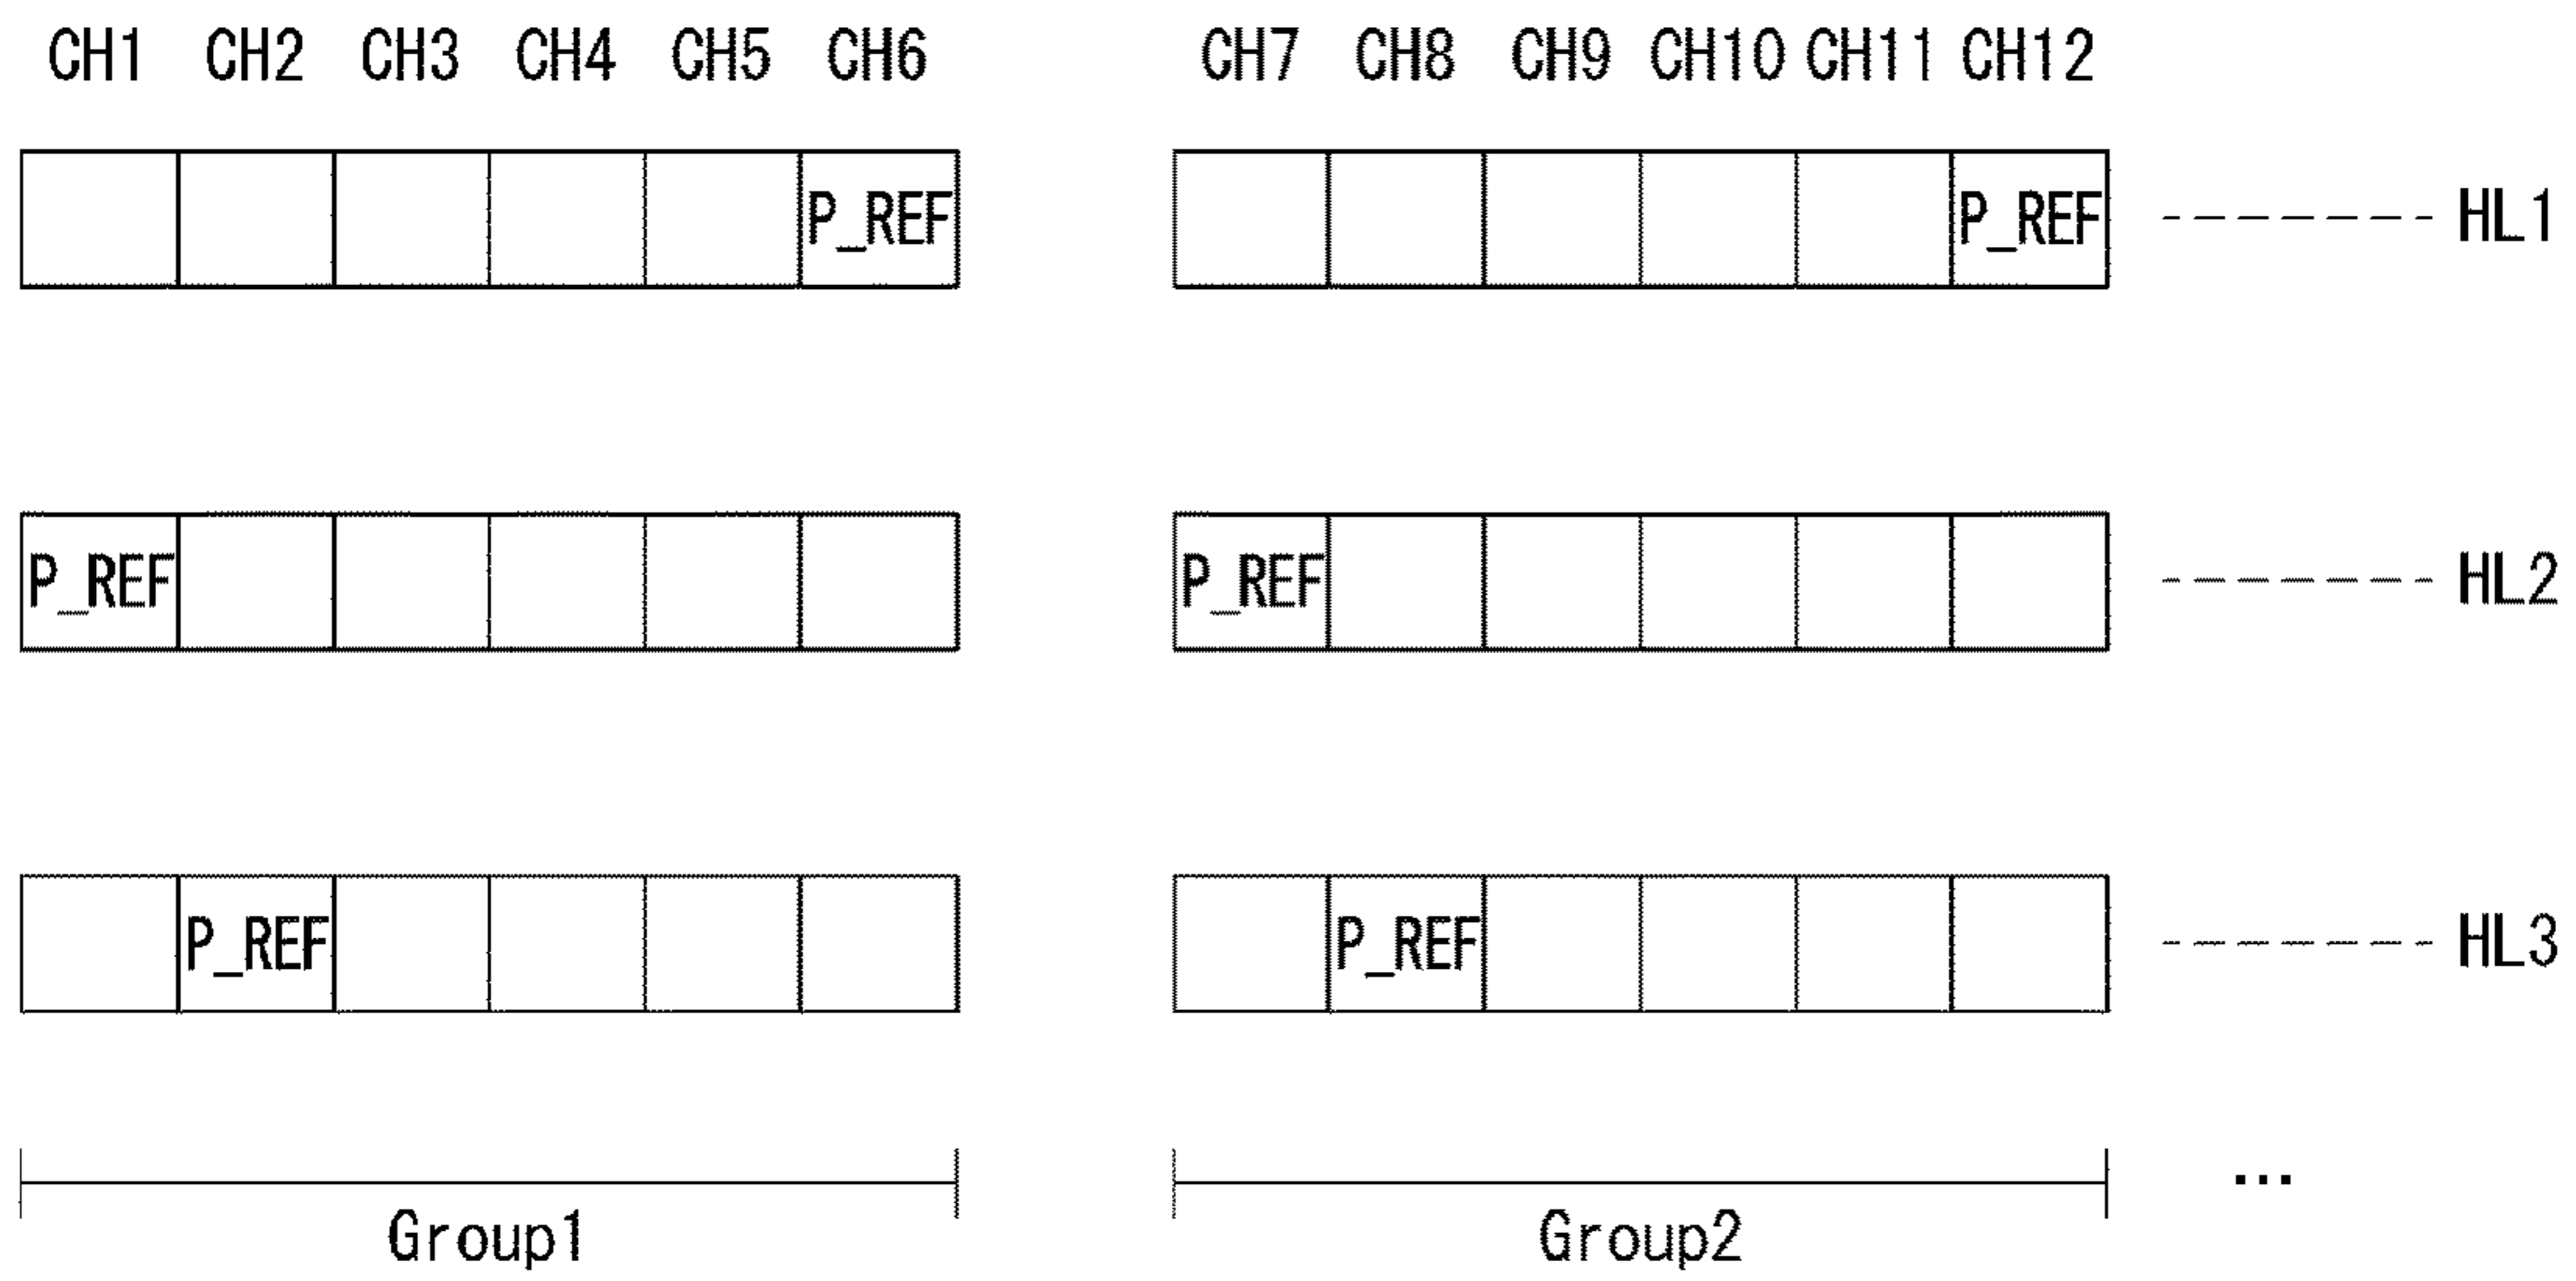 CH1 CH2 CH3 CH4 CH5 CH6 CH7 CH8 CH9 CH10 CH11 CH12
P_REF P_REF HL1
P_REF P_REF HL2
P_REF P_REF HL3
Group1 Group2 ...